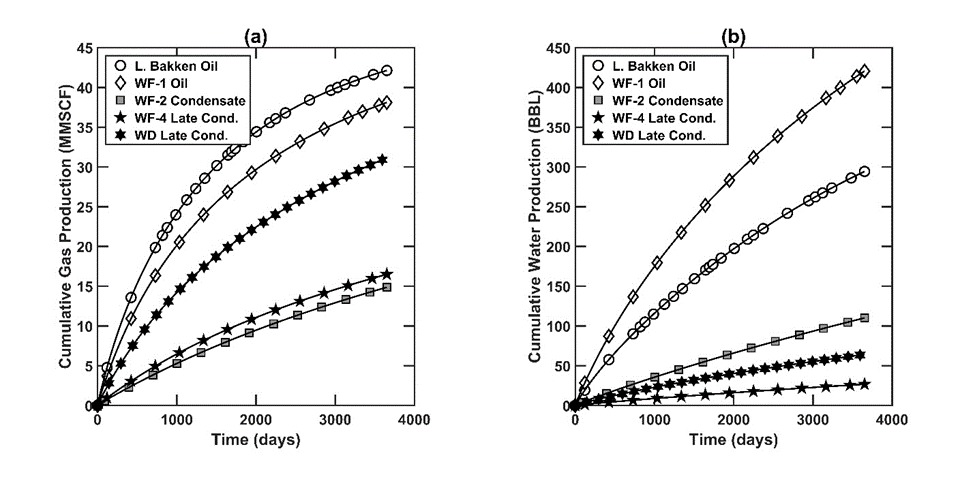 (a)
45
40
35
30
25
20
15
10
5
0
Cumulative Gas Production (MMSCF)
L. Bakken Oil
WF-1 Oil
WF-2 Condensate
WF-4 Late Cond.
WD Late Cond.
0 1000 2000 3000 4000
Time (days)
(b)
450
400
350
300
250
200
150
100
50
0
Cumulative Water Production (BBL)
L. Bakken Oil
WF-1 Oil
WF-2 Condensate
WF-4 Late Cond.
WD Late Cond.
0 1000 2000 3000 4000
Time (days)